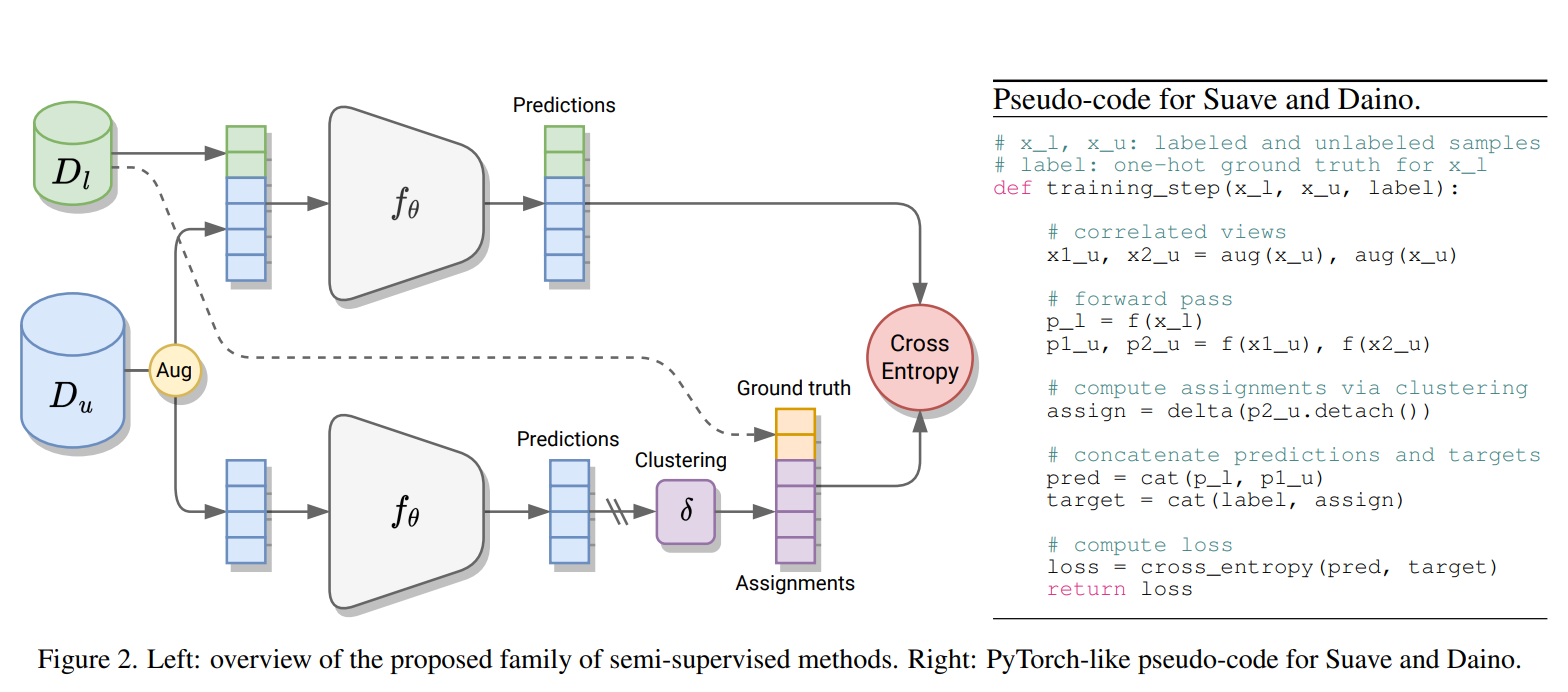 Predictions
D_l
f_θ
D_u
Aug
Cross
Entropy
Ground truth
Predictions
Clustering
f_θ
δ
Assignments
Pseudo-code for Suave and Daino.
# x_l, x_u: labeled and unlabeled samples
# label: one-hot ground truth for x_l
def training_step(x_l, x_u, label):
# correlated views
x1_u, x2_u = aug(x_u), aug(x_u)
# forward pass
p_l = f(x_l)
p1_u, p2_u = f(x1_u), f(x2_u)
# compute assignments via clustering
assign = delta(p2_u.detach())
# concatenate predictions and targets
pred = cat(p_l, p1_u)
target = cat(label, assign)
# compute loss
loss = cross_entropy(pred, target)
return loss
Figure 2. Left: overview of the proposed family of semi-supervised methods. Right: PyTorch-like pseudo-code for Suave and Daino.